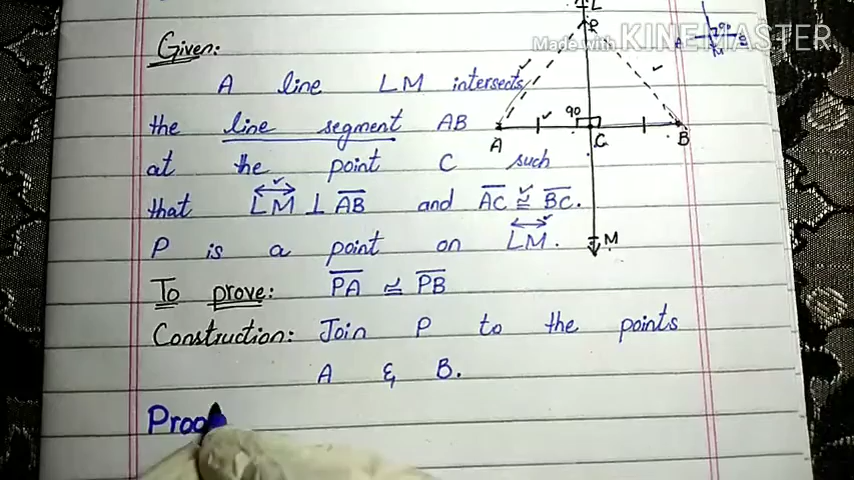 L
P
Made with KINEMASTER
Given:
A line LM intersects
90
the line segment AB
A
C
B
at the point C such
that LM ⊥ AB and AC ≅ BC.
M
P is a point on LM.
To prove: PA ≅ PB
Construction: Join P to the points
A & B.
Proo